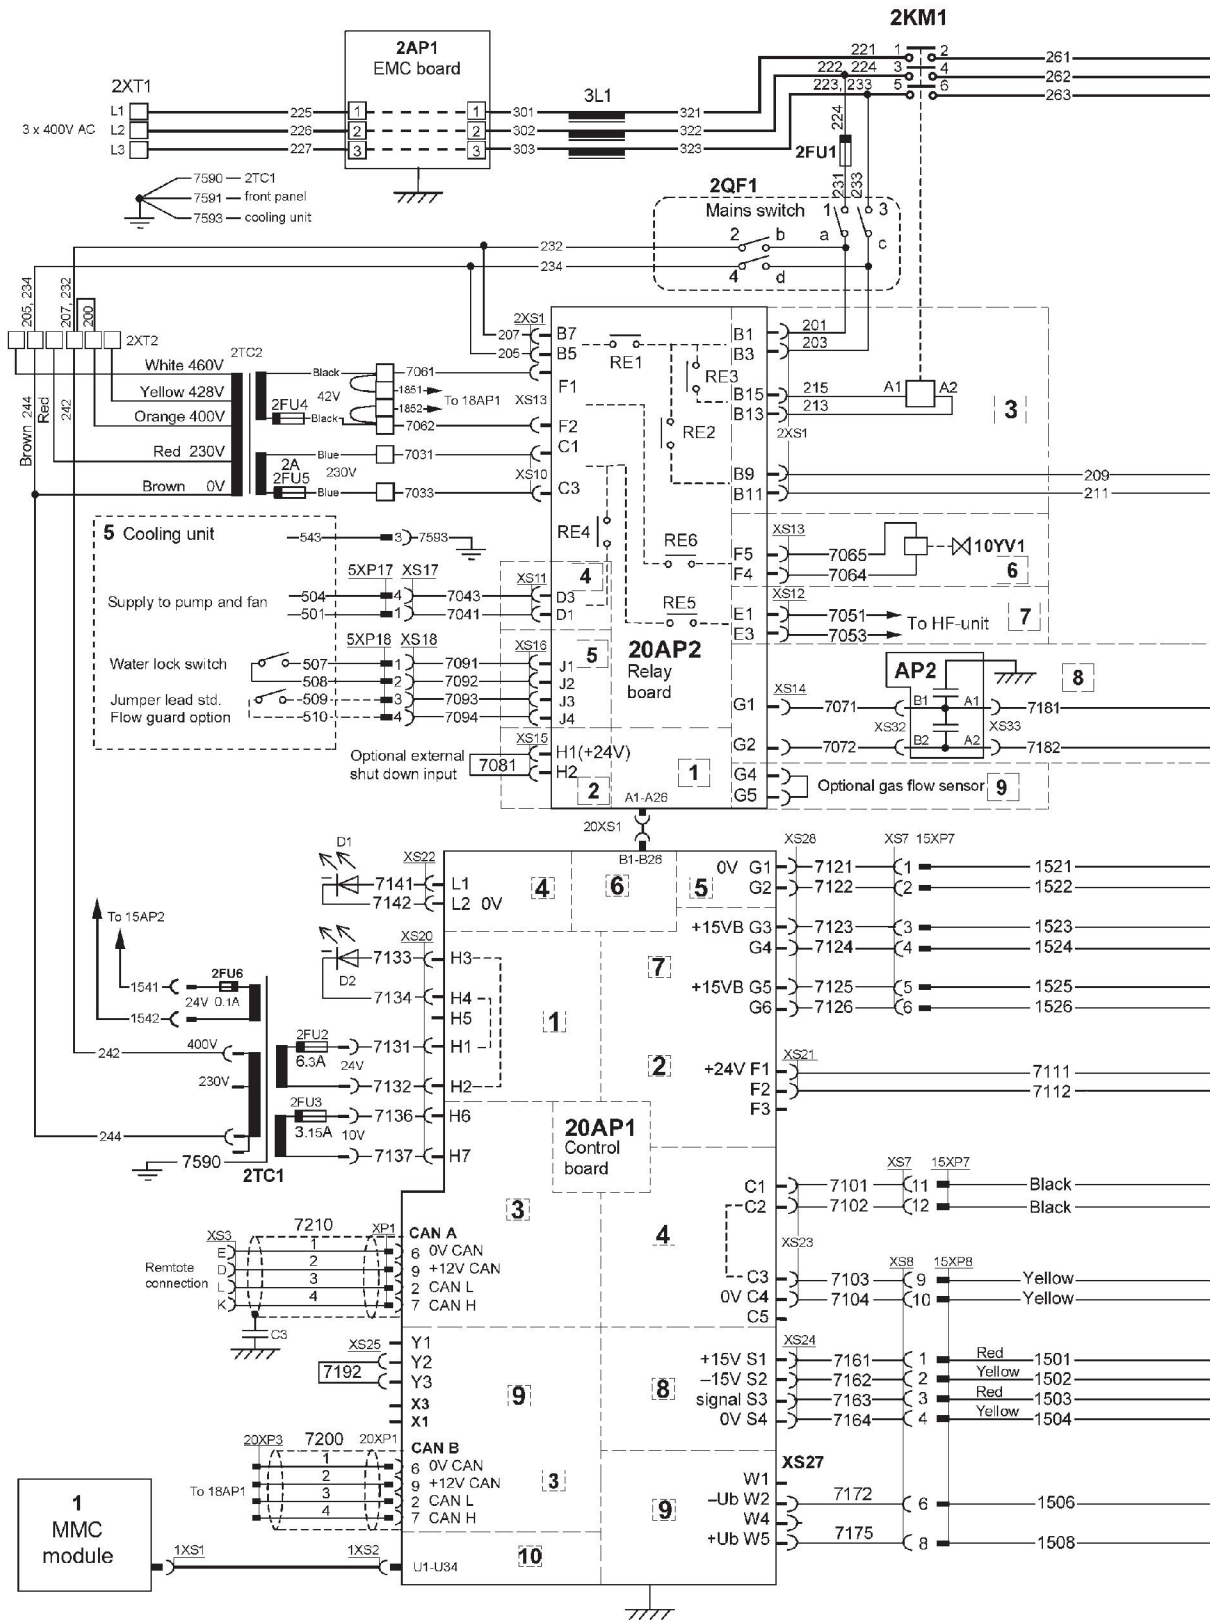 2KM1
221 1 2 261
222, 224 3 4 262
223, 233 5 6 263
2AP1
EMC board
2XT1
3 x 400V AC
L1 225 1 1 301 3L1 321
L2 226 2 2 302 322
L3 227 3 3 303 323
224
2FU1
231
233
7590 2TC1
7591 front panel
7593 cooling unit
2QF1
Mains switch
1 3
2 b a c
4 d
232
234
205, 234
207, 232
200
2XT2
2XS1
207 B7
205 B5
RE1
RE3
RE2
B1 201
B3 203
B15 215 A1 A2
B13 213
2XS1
3
B9 209
B11 211
2TC2
White 460V
Yellow 428V
Orange 400V
Red 230V
Brown 0V
Brown 244
Red
242
Black 7061 F1
42V 1851
1852 To 18AP1
XS13
2FU4 Black 7062 F2
Blue 7031 C1
2A
2FU5
230V
XS10
Blue 7033 C3
RE4
RE6
RE5
XS13
F5 7065 10YV1
F4 7064
6
XS12
E1 7051
E3 7053
To HF-unit
7
5 Cooling unit
543 3 7593
5XP17 XS17 XS11
4
Supply to pump and fan
504 4 7043 D3
501 1 7041 D1
5XP18 XS18 XS16
5
Water lock switch
507 1 7091 J1
508 2 7092 J2
Jumper lead std.
Flow guard option
509 3 7093 J3
510 4 7094 J4
20AP2
Relay
board
AP2
8
XS14
G1 7071 B1 A1 7181
XS32 XS33
G2 7072 B2 A2 7182
XS15
Optional external
shut down input
7081
H1(+24V)
H2
2
1
A1-A26
G4
G5
Optional gas flow sensor
9
20XS1
B1-B26
D1
XS22
7141 L1
7142 L2 0V
4
6
5
XS28 XS7 15XP7
0V G1 7121 1 1521
G2 7122 2 1522
+15VB G3 7123 3 1523
G4 7124 4 1524
+15VB G5 7125 5 1525
G6 7126 6 1526
7
XS20
D2
7133 H3
7134 H4
H5
1
2
To 15AP2
1541 2FU6
24V 0.1A
1542
242 400V
230V
244
7590
2TC1
2FU2
6.3A
24V
7131 H1
7132 H2
2FU3
3.15A
10V
7136 H6
7137 H7
XS21
+24V F1 7111
F2 7112
F3
20AP1
Control
board
3
4
XS7 15XP7
C1 7101 11 Black
C2 7102 12 Black
XS23
XS8 15XP8
C3 7103 9 Yellow
0V C4 7104 10 Yellow
C5
XS3 7210 XP1
CAN A
Remtote
connection
E 1 6 0V CAN
D 2 9 +12V CAN
L 3 2 CAN L
K 4 7 CAN H
C3
XS25
Y1
7192
Y2
Y3
X3
X1
9
8
XS24
+15V S1 7161 1 Red 1501
–15V S2 7162 2 Yellow 1502
signal S3 7163 3 Red 1503
0V S4 7164 4 Yellow 1504
20XP3 7200 20XP1
CAN B
To 18AP1
1 6 0V CAN
2 9 +12V CAN
3 2 CAN L
4 7 CAN H
3
9
XS27
W1
–Ub W2 7172 6 1506
W4
+Ub W5 7175 8 1508
1
MMC
module
1XS1 1XS2
U1-U34
10